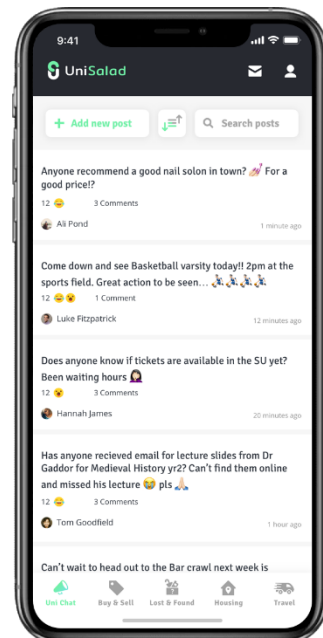 9:41
UniSalad
+ Add new post
Search posts
Anyone recommend a good nail solon in town? 💅 For a
good price!?
12 😂 3 Comments
Ali Pond 1 minute ago
Come down and see Basketball varsity today!! 2pm at the
sports field. Great action to be seen... ⛹🏻‍♀️⛹🏻‍♀️⛹🏻‍♀️⛹🏻‍♀️
12 😂😮 1 Comment
Luke Fitzpatrick 12 minutes ago
Does anyone know if tickets are available in the SU yet?
Been waiting hours 🤦🏻‍♀️
12 😮 3 Comments
Hannah James 20 minutes ago
Has anyone recieved email for lecture slides from Dr
Gaddor for Medieval History yr2? Can't find them online
and missed his lecture 😭 pls 🙏🏻
12 😂 3 Comments
Tom Goodfield 1 hour ago
Can't wait to head out to the Bar crawl next week is
Uni Chat Buy & Sell Lost & Found Housing Travel